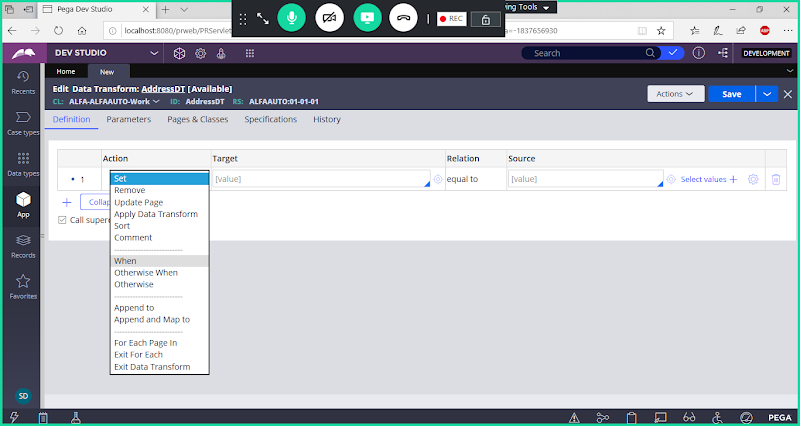 Pega Dev Studio
ving Tools
REC
localhost:8080/prweb/PRServlet
a=-1837656930
ABP
DEV STUDIO
Search
DEVELOPMENT
Home
New
Edit Data Transform: AddressDT [Available]
CL: ALFA-ALFAAUTO-Work ID: AddressDT RS: ALFAAUTO:01-01-01
Actions
Save
Definition Parameters Pages & Classes Specifications History
Recents
Case types
Data types
App
Records
Favorites
SD
Action Target Relation Source
1 [value] equal to [value] Select values
Collap
Call supere
Set
Remove
Update Page
Apply Data Transform
Sort
Comment
----------------------
When
Otherwise When
Otherwise
----------------------
Append to
Append and Map to
----------------------
For Each Page In
Exit For Each
Exit Data Transform
PEGA